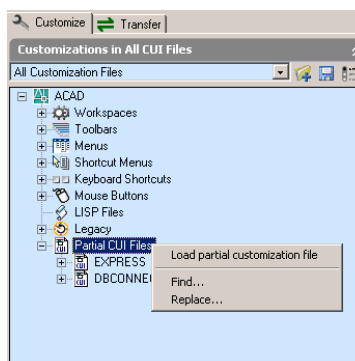 Customize Transfer
Customizations in All CUI Files
All Customization Files
ACAD
Workspaces
Toolbars
Menus
Shortcut Menus
Keyboard Shortcuts
Mouse Buttons
LISP Files
Legacy
Partial CUI Files
EXPRESS
Load partial customization file
DBCONNE
Find...
Replace...